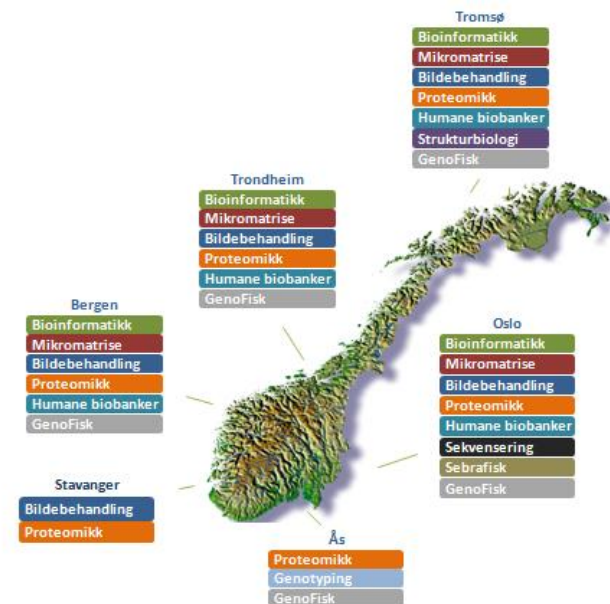 Tromsø
Bioinformatikk
Mikromatrise
Bildebehandling
Proteomikk
Humane biobanker
Strukturbiologi
GenoFisk
Trondheim
Bioinformatikk
Mikromatrise
Bildebehandling
Proteomikk
Humane biobanker
GenoFisk
Bergen
Bioinformatikk
Mikromatrise
Bildebehandling
Proteomikk
Humane biobanker
GenoFisk
Oslo
Bioinformatikk
Mikromatrise
Bildebehandling
Proteomikk
Humane biobanker
Sekvensering
Sebrafisk
GenoFisk
Stavanger
Bildebehandling
Proteomikk
Ås
Proteomikk
Genotyping
GenoFisk